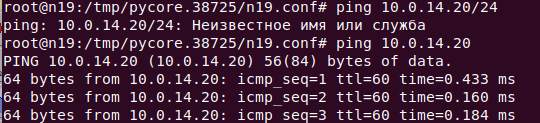 root@n19:/tmp/pycore.38725/n19.conf# ping 10.0.14.20/24
ping: 10.0.14.20/24: Неизвестное имя или служба
root@n19:/tmp/pycore.38725/n19.conf# ping 10.0.14.20
PING 10.0.14.20 (10.0.14.20) 56(84) bytes of data.
64 bytes from 10.0.14.20: icmp_seq=1 ttl=60 time=0.433 ms
64 bytes from 10.0.14.20: icmp_seq=2 ttl=60 time=0.160 ms
64 bytes from 10.0.14.20: icmp_seq=3 ttl=60 time=0.184 ms